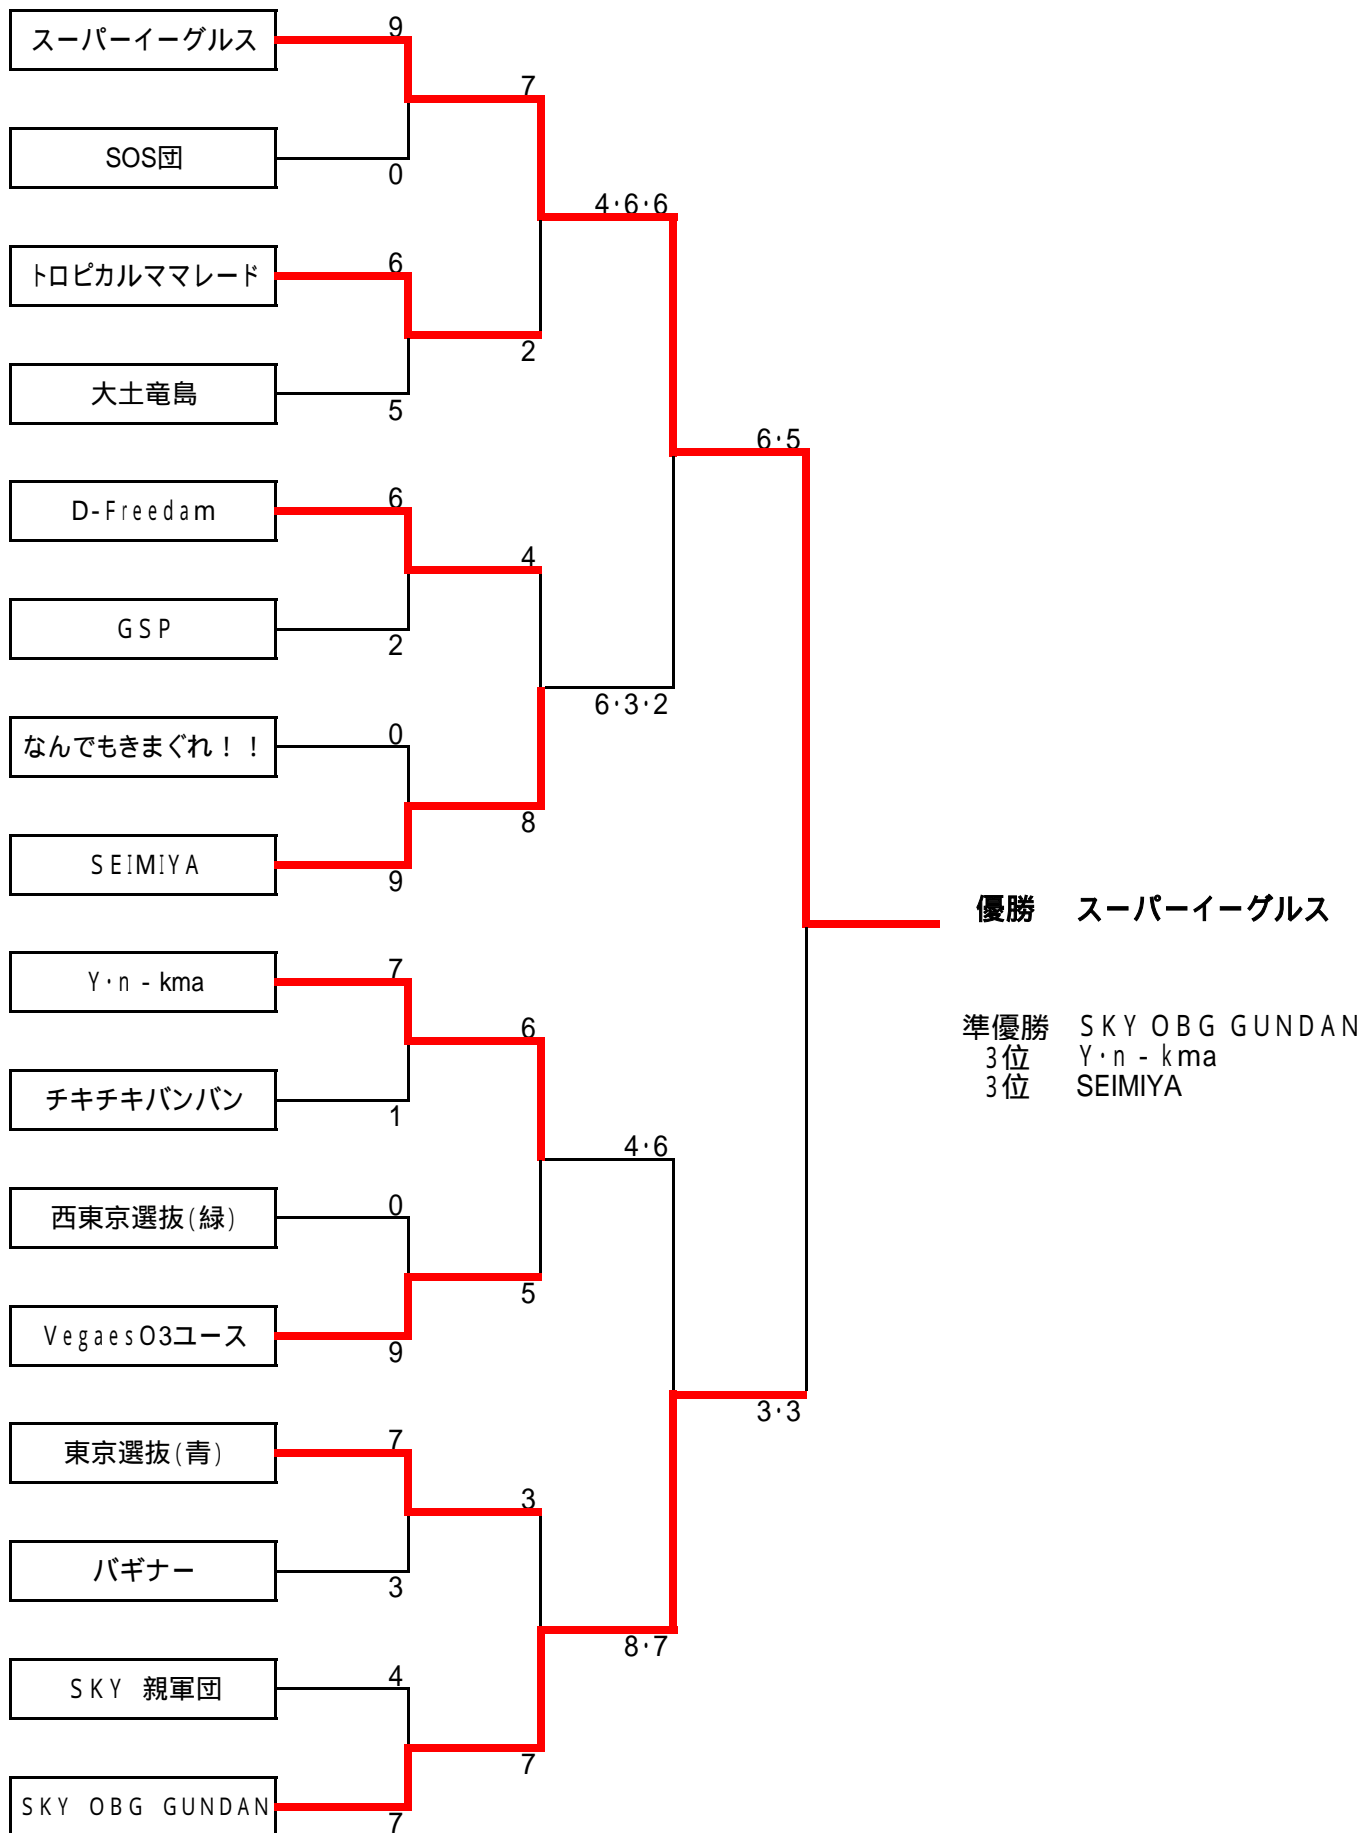 9
スーパーイーグルス
7
SOS団
0
4・6・6
6
トロピカルママレード
2
大土竜島
5
6・5
6
D-Freedam
4
GSP
2
6・3・2
0
なんでもきまぐれ！！
8
SEIMIYA
9
優勝 スーパーイーグルス
7
Y・n - kma
準優勝 SKY OBG GUNDAN
6
3位 Y・n - kma
3位 SEIMIYA
チキチキバンバン
1
4・6
0
西東京選抜(緑)
5
VegaesO3ユース
9
3・3
7
東京選抜(青)
3
バギナー
3
8・7
4
SKY 親軍団
7
SKY OBG GUNDAN
7